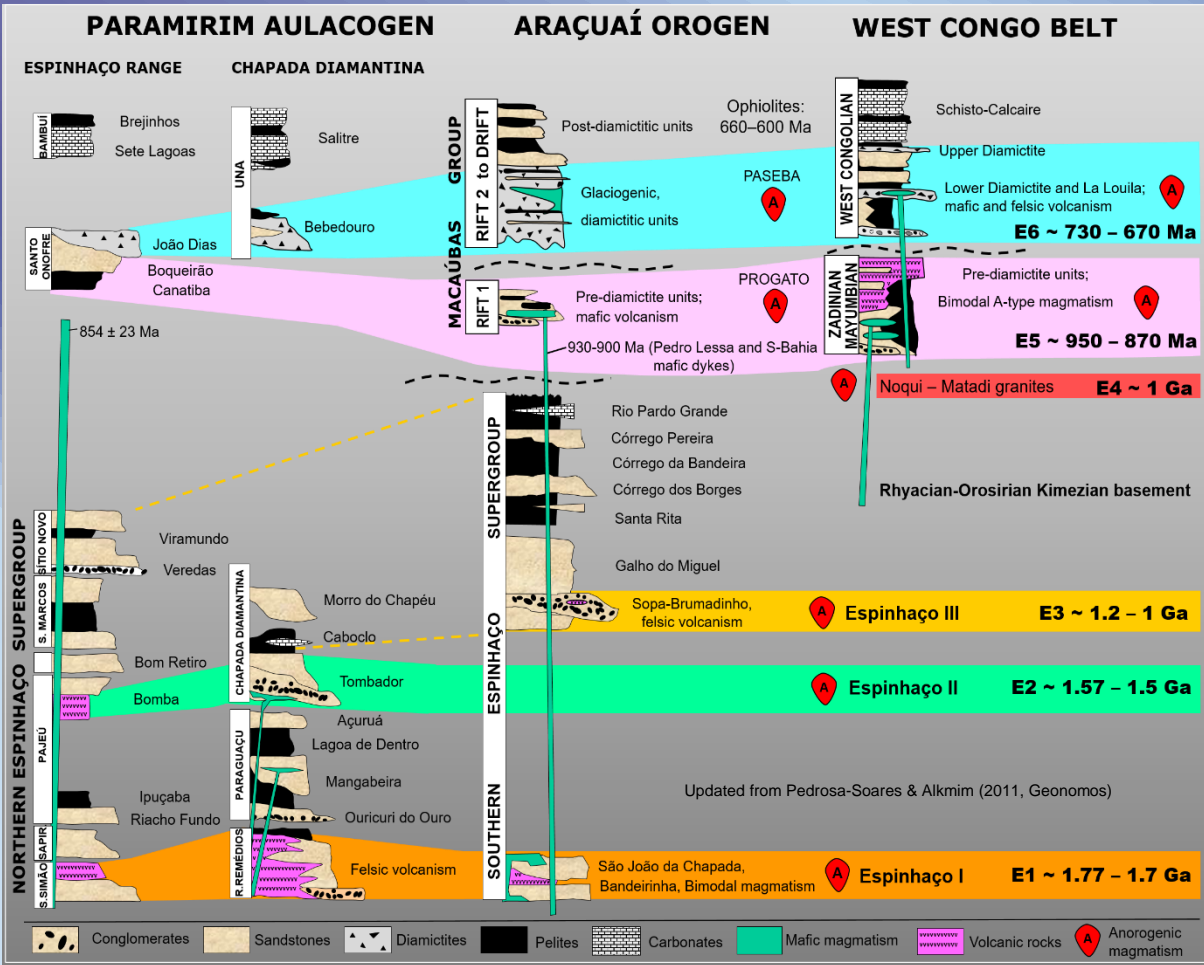 PARAMIRIM AULACOGEN
ARAÇUAÍ OROGEN
WEST CONGO BELT
ESPINHAÇO RANGE
CHAPADA DIAMANTINA
BAMBUÍ
Brejinhos
Sete Lagoas
SANTO
ONOFRE
João Dias
Boqueirão
Canatiba
854 ± 23 Ma
NORTHERN ESPINHAÇO SUPERGROUP
SÍTIO NOVO
Viramundo
Veredas
S. MARCOS
Bom Retiro
PAJEÚ
Bomba
Ipuçaba
Riacho Fundo
SAPIR.
S.SIMÃO
UNA
Salitre
Bebedouro
CHAPADA DIAMANTINA
Morro do Chapéu
Caboclo
Tombador
PARAGUAÇU
Açuruá
Lagoa de Dentro
Mangabeira
Ouricuri do Ouro
R.REMÉDIOS
Felsic volcanism
MACAUBAS GROUP
RIFT 2 to DRIFT
Post-diamictitic units
Ophiolites:
660–600 Ma
Glaciogenic,
diamictitic units
PASEBA
A
RIFT 1
Pre-diamictite units;
mafic volcanism
PROGATO
A
930-900 Ma (Pedro Lessa and S-Bahia
mafic dykes)
SOUTHERN ESPINHAÇO SUPERGROUP
Rio Pardo Grande
Córrego Pereira
Córrego da Bandeira
Córrego dos Borges
Santa Rita
Galho do Miguel
Sopa-Brumadinho,
felsic volcanism
A
Espinhaço III
E3 ~ 1.2 – 1 Ga
A
Espinhaço II
E2 ~ 1.57 – 1.5 Ga
São João da Chapada,
Bandeirinha, Bimodal magmatism
A
Espinhaço I
E1 ~ 1.77 – 1.7 Ga
WEST CONGOLIAN
Schisto-Calcaire
Upper Diamictite
Lower Diamictite and La Louila;
mafic and felsic volcanism
A
E6 ~ 730 – 670 Ma
ZADINIAN
MAYUMBIAN
Pre-diamictite units;
Bimodal A-type magmatism
A
E5 ~ 950 – 870 Ma
A
Noqui – Matadi granites
E4 ~ 1 Ga
Rhyacian-Orosirian Kimezian basement
Updated from Pedrosa-Soares & Alkmim (2011, Geonomos)
Conglomerates
Sandstones
Diamictites
Pelites
Carbonates
Mafic magmatism
Volcanic rocks
A
Anorogenic
magmatism